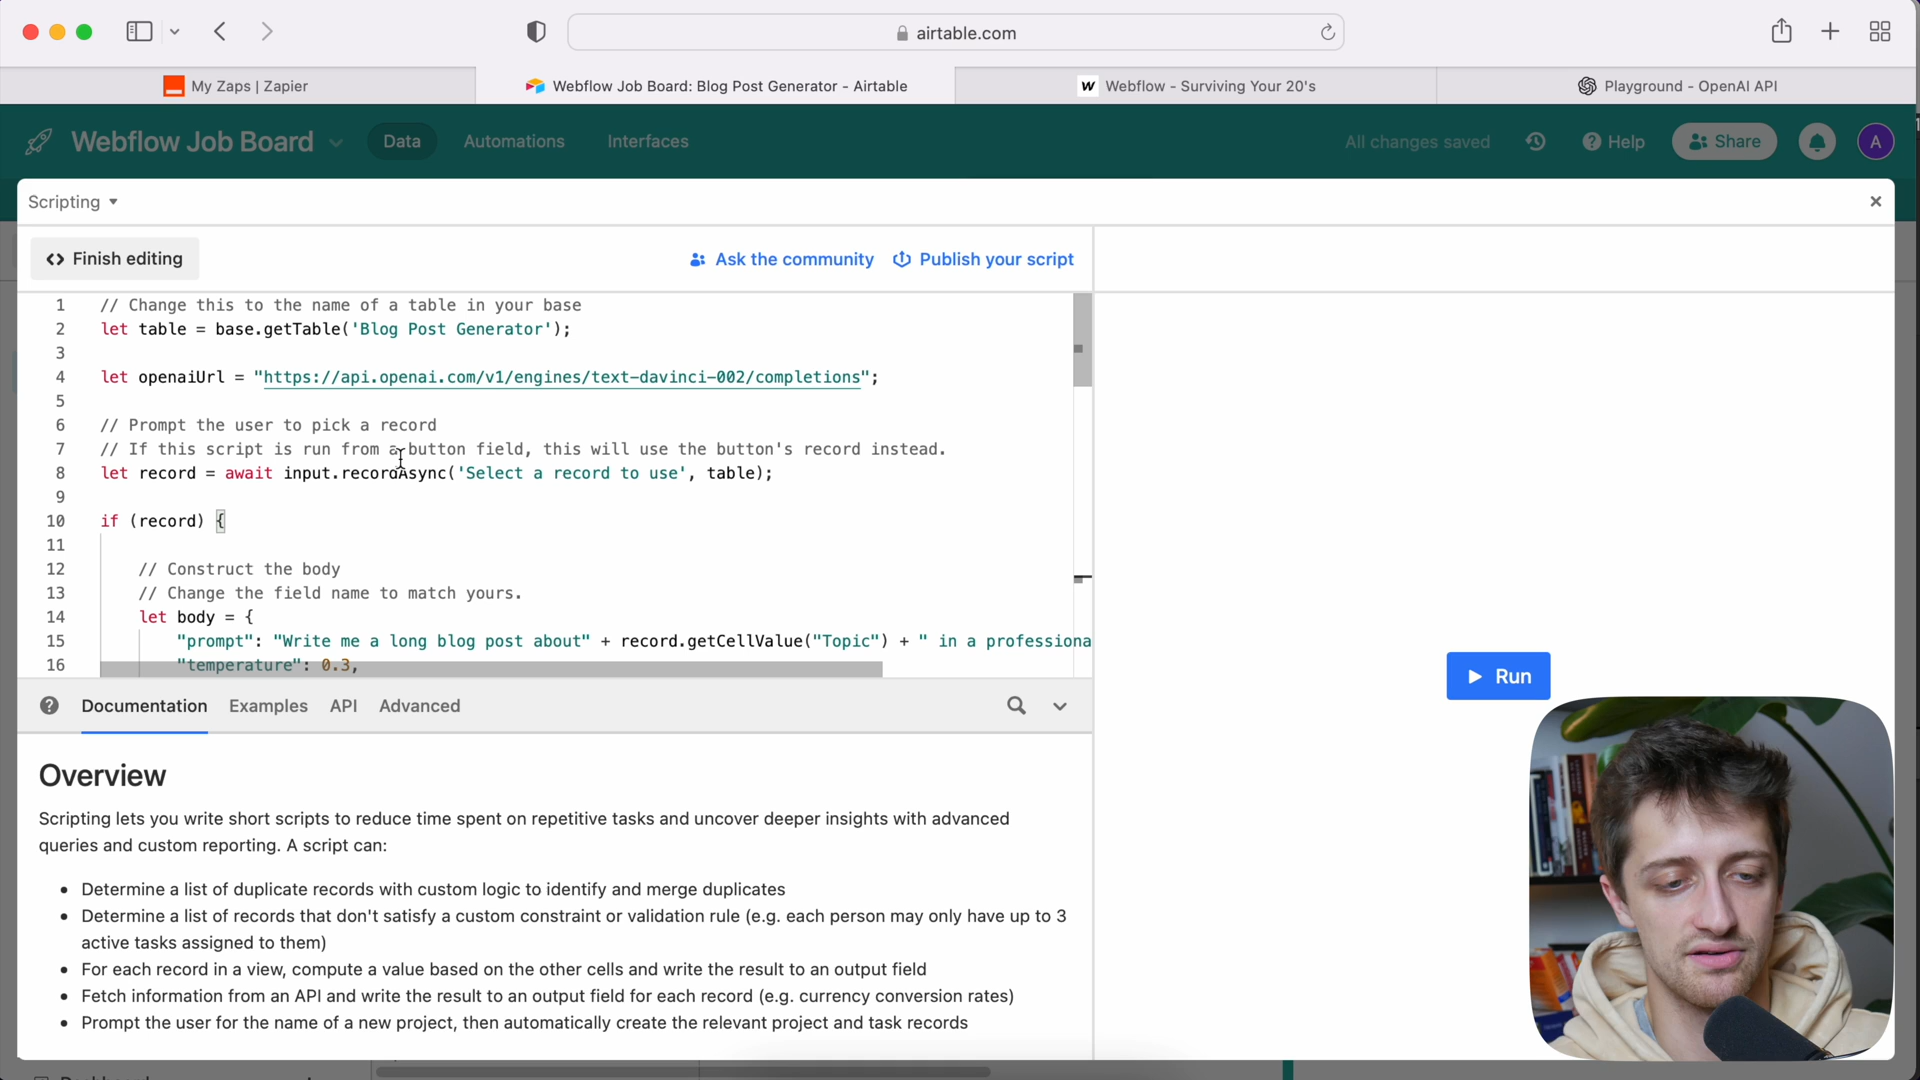 airtable.com
My Zaps | Zapier
Webflow Job Board: Blog Post Generator - Airtable
W Webflow - Surviving Your 20's
Playground - OpenAI API
Webflow Job Board
Data
Automations
Interfaces
All changes saved
Help
Share
A
Scripting
Finish editing
Ask the community
Publish your script
1 // Change this to the name of a table in your base
2 let table = base.getTable('Blog Post Generator');
3
4 let openaiUrl = "https://api.openai.com/v1/engines/text-davinci-002/completions";
5
6 // Prompt the user to pick a record
7 // If this script is run from a button field, this will use the button's record instead.
8 let record = await input.recordAsync('Select a record to use', table);
9
10 if (record) {
11
12 // Construct the body
13 // Change the field name to match yours.
14 let body = {
15 "prompt": "Write me a long blog post about" + record.getCellValue("Topic") + " in a professiona
16 "temperature": 0.3,
Run
Documentation
Examples
API
Advanced
Overview
Scripting lets you write short scripts to reduce time spent on repetitive tasks and uncover deeper insights with advanced
queries and custom reporting. A script can:
• Determine a list of duplicate records with custom logic to identify and merge duplicates
• Determine a list of records that don't satisfy a custom constraint or validation rule (e.g. each person may only have up to 3
active tasks assigned to them)
• For each record in a view, compute a value based on the other cells and write the result to an output field
• Fetch information from an API and write the result to an output field for each record (e.g. currency conversion rates)
• Prompt the user for the name of a new project, then automatically create the relevant project and task records